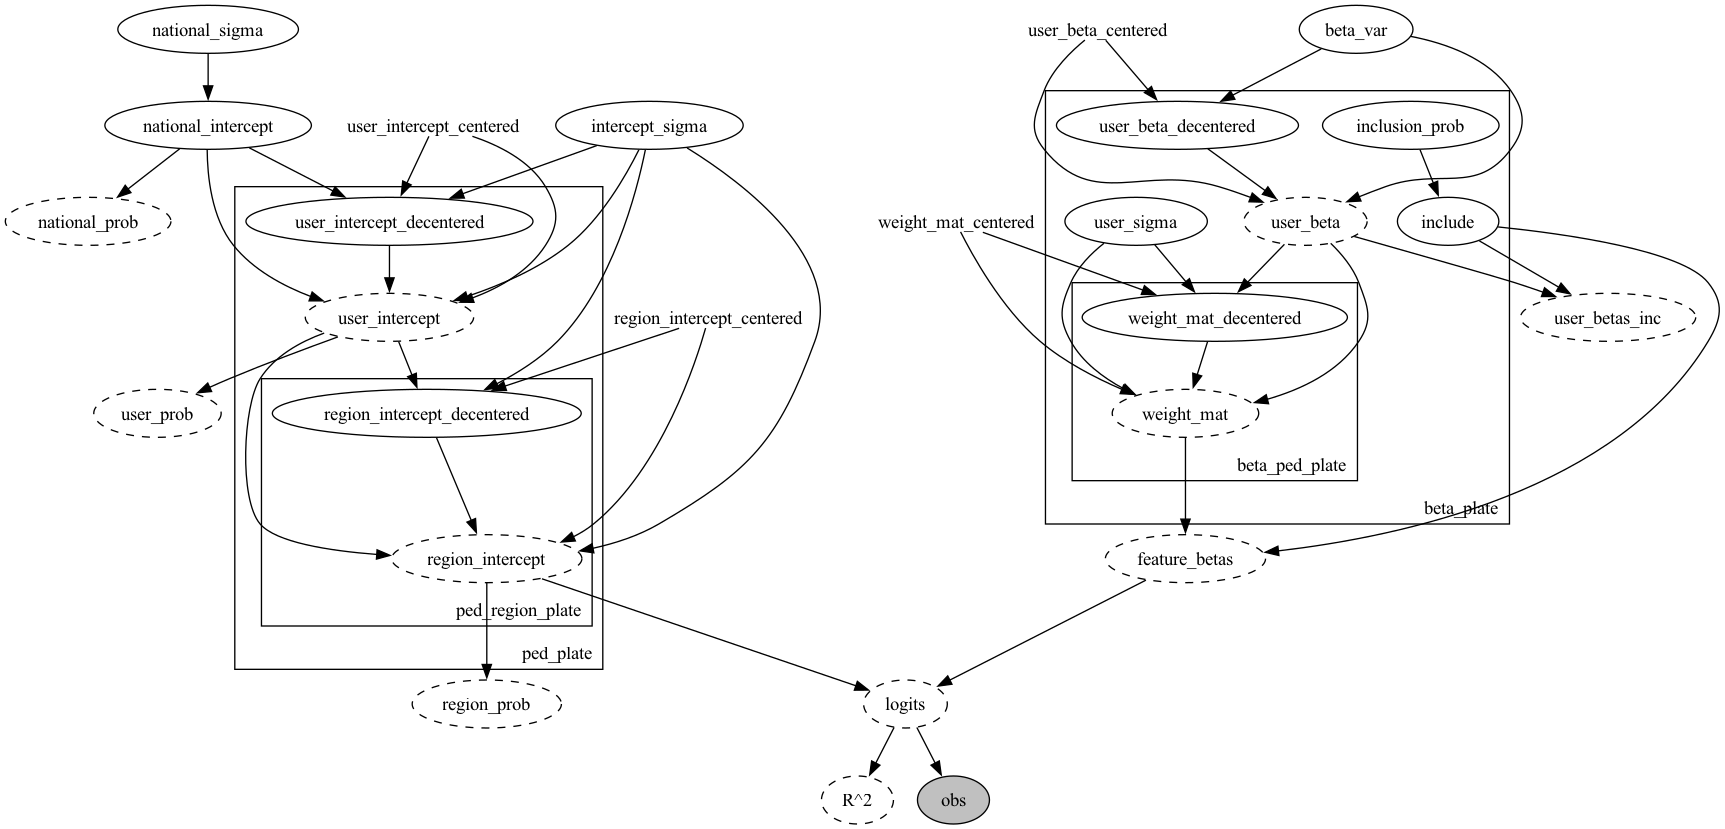 national_sigma
user_beta_centered
beta_var
national_intercept
user_intercept_centered
intercept_sigma
user_beta_decentered
inclusion_prob
national_prob
user_intercept_decentered
weight_mat_centered
user_sigma
user_beta
include
user_intercept
region_intercept_centered
weight_mat_decentered
user_betas_inc
user_prob
region_intercept_decentered
weight_mat
beta_ped_plate
beta_plate
region_intercept
feature_betas
ped_region_plate
ped_plate
region_prob
logits
R^2
obs